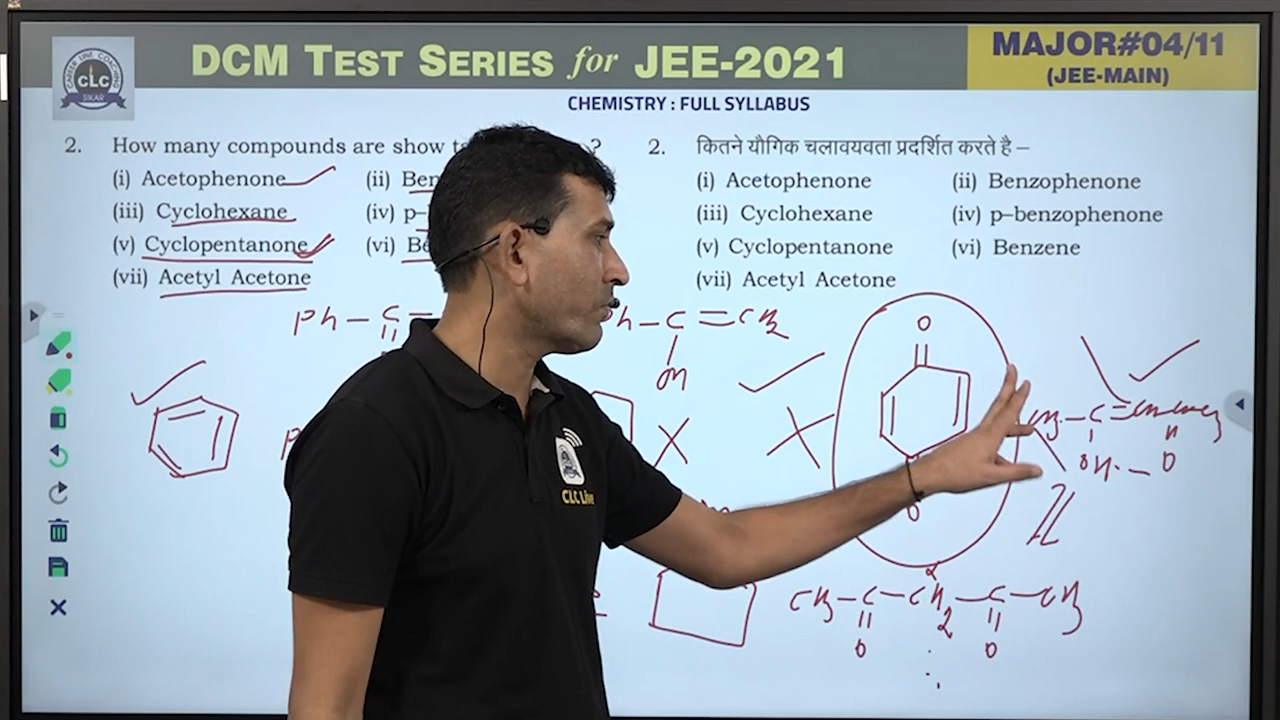 DCM TEST SERIES for JEE-2021
MAJOR#04/11
(JEE-MAIN)
CLC
SIKAR
CHEMISTRY : FULL SYLLABUS
2. How many compounds are show ?
(i) Acetophenone (ii)
(iii) Cyclohexane (iv) p–
(v) Cyclopentanone (vi)
(vii) Acetyl Acetone
2. कितने यौगिक चलावयवता प्रदर्शित करते है –
(i) Acetophenone (ii) Benzophenone
(iii) Cyclohexane (iv) p–benzophenone
(v) Cyclopentanone (vi) Benzene
(vii) Acetyl Acetone
Ph – C =
Ph – C = CH2
O
O
CH3 – C – CH2 – C – CH3
O O
CLC Live